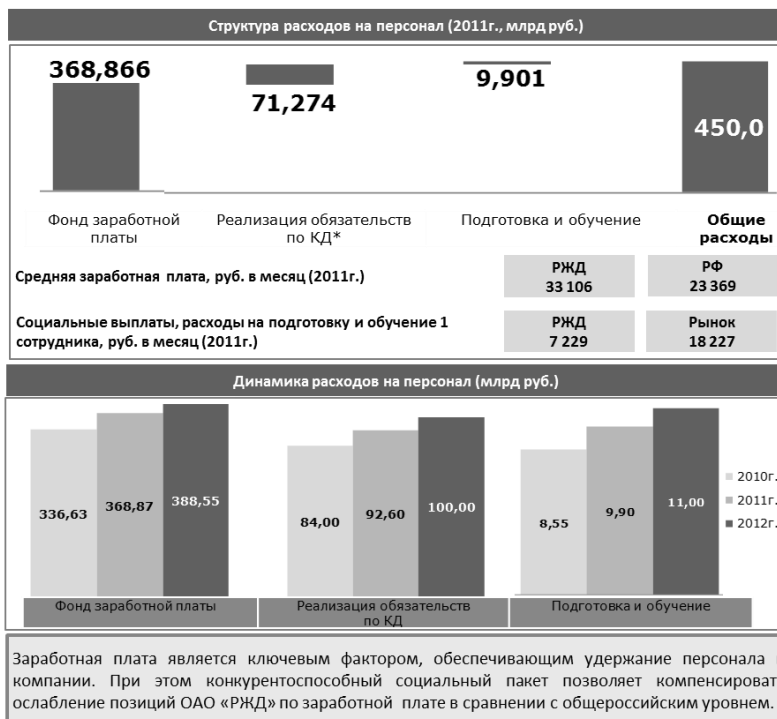 Структура расходов на персонал (2011г., млрд руб.)
368,866
71,274
9,901
450,0
Фонд заработной
платы
Реализация обязательств
по КД*
Подготовка и обучение
Общие
расходы
Средняя заработная плата, руб. в месяц (2011г.)
РЖД
33 106
РФ
23 369
Социальные выплаты, расходы на подготовку и обучение 1
сотрудника, руб. в месяц (2011г.)
РЖД
7 229
Рынок
18 227
Динамика расходов на персонал (млрд руб.)
336,63
368,87
388,55
84,00
92,60
100,00
8,55
9,90
11,00
2010г.
2011г.
2012г.
Фонд заработной платы
Реализация обязательств
по КД
Подготовка и обучение
Заработная плата является ключевым фактором, обеспечивающим удержание персонала
компании. При этом конкурентоспособный социальный пакет позволяет компенсироват
ослабление позиций ОАО «РЖД» по заработной плате в сравнении с общероссийским уровнем.